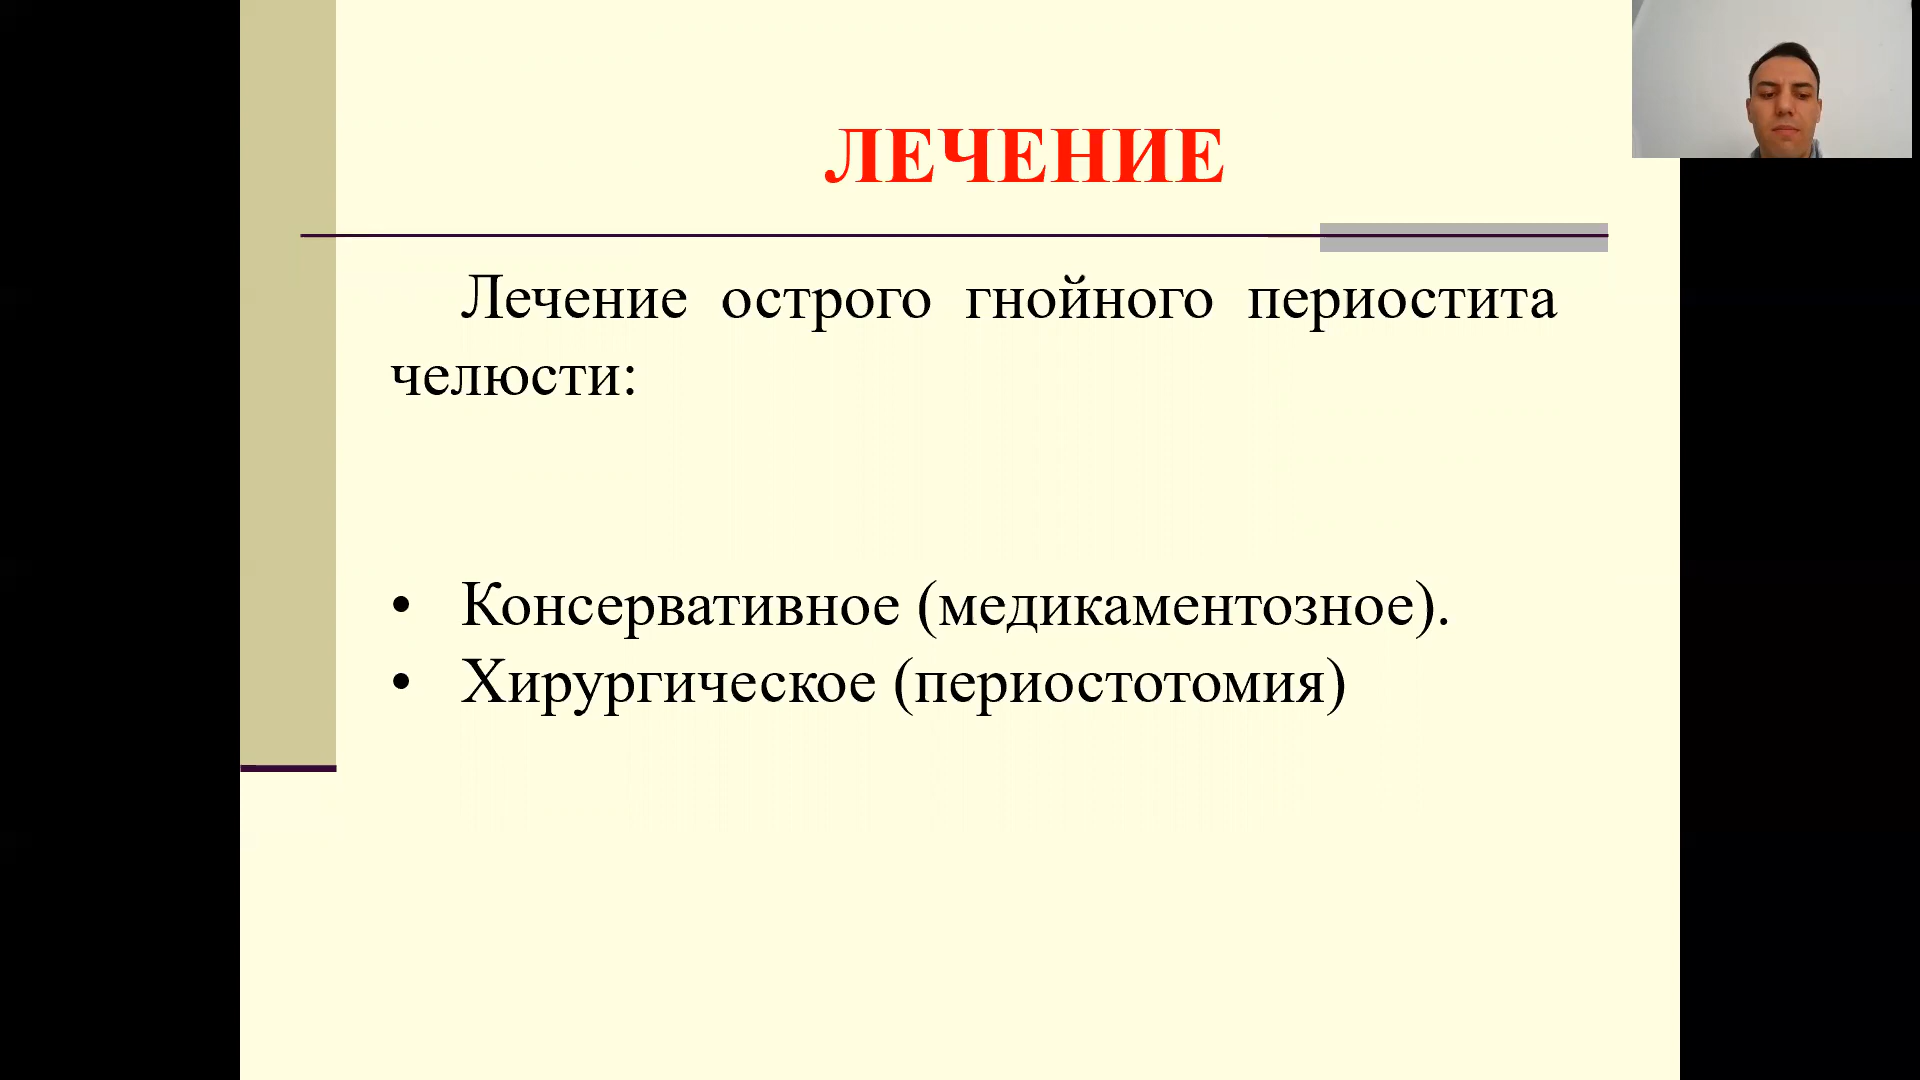 ЛЕЧЕНИЕ
Лечение острого гнойного периостита
челюсти:
• Консервативное (медикаментозное).
• Хирургическое (периостотомия)